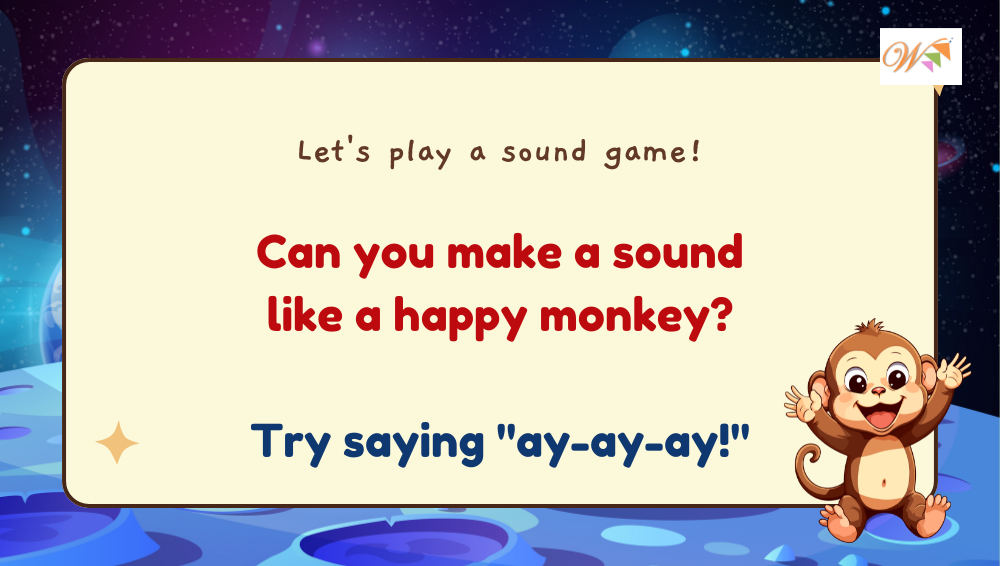 W
Let's play a sound game!
Can you make a sound
like a happy monkey?
Try saying "ay-ay-ay!"